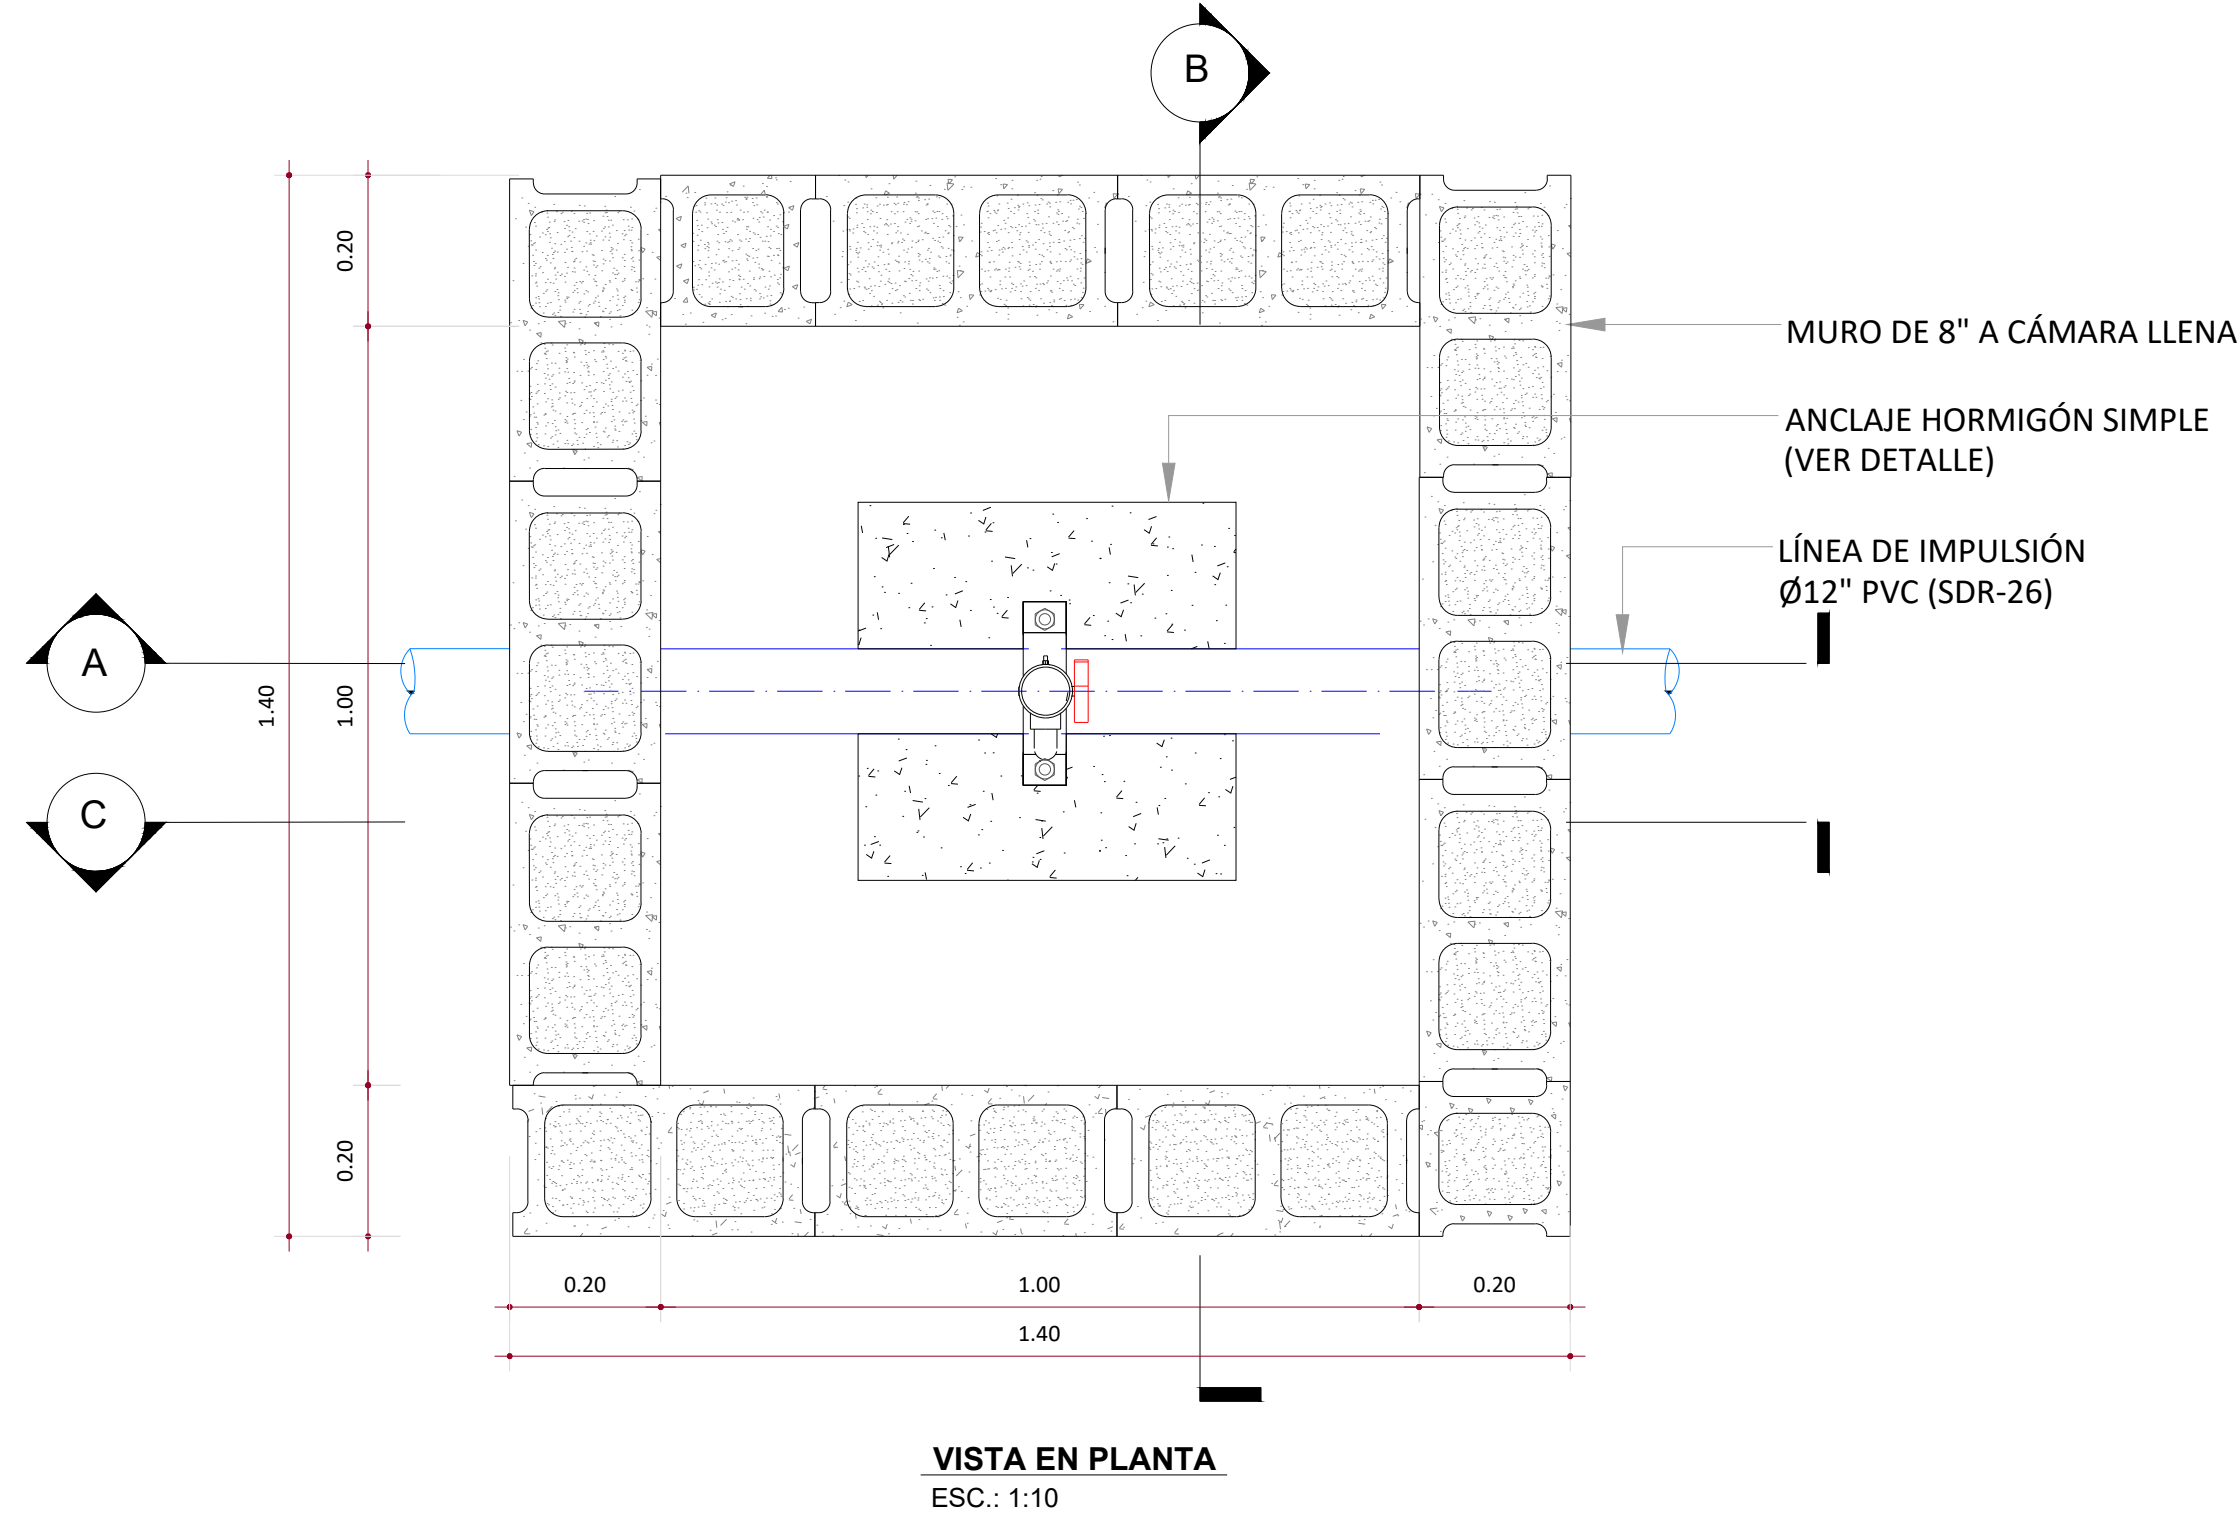 B
0.20
MURO DE 8" A CÁMARA LLENA
ANCLAJE HORMIGÓN SIMPLE
(VER DETALLE)
LÍNEA DE IMPULSIÓN
Ø12" PVC (SDR-26)
A
1.40
1.00
C
0.20
0.20
1.00
0.20
1.40
VISTA EN PLANTA
ESC.: 1:10